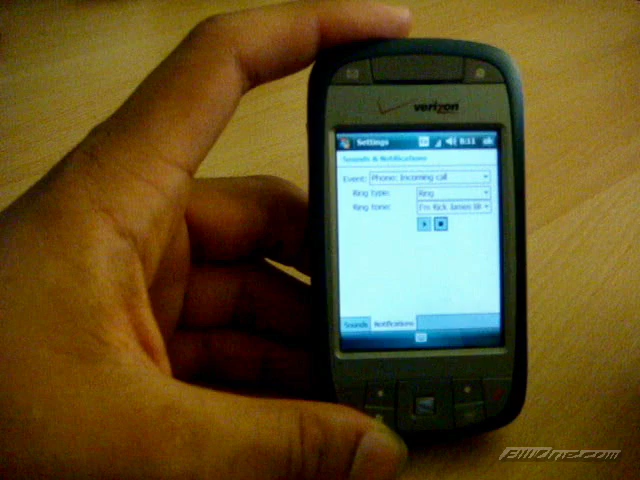 verizon
Settings 8:11 ok
Sounds & Notifications
Event: Phone: Incoming call
Ring type: Ring
Ring tone: I'm Rick James Bi
Sounds Notifications